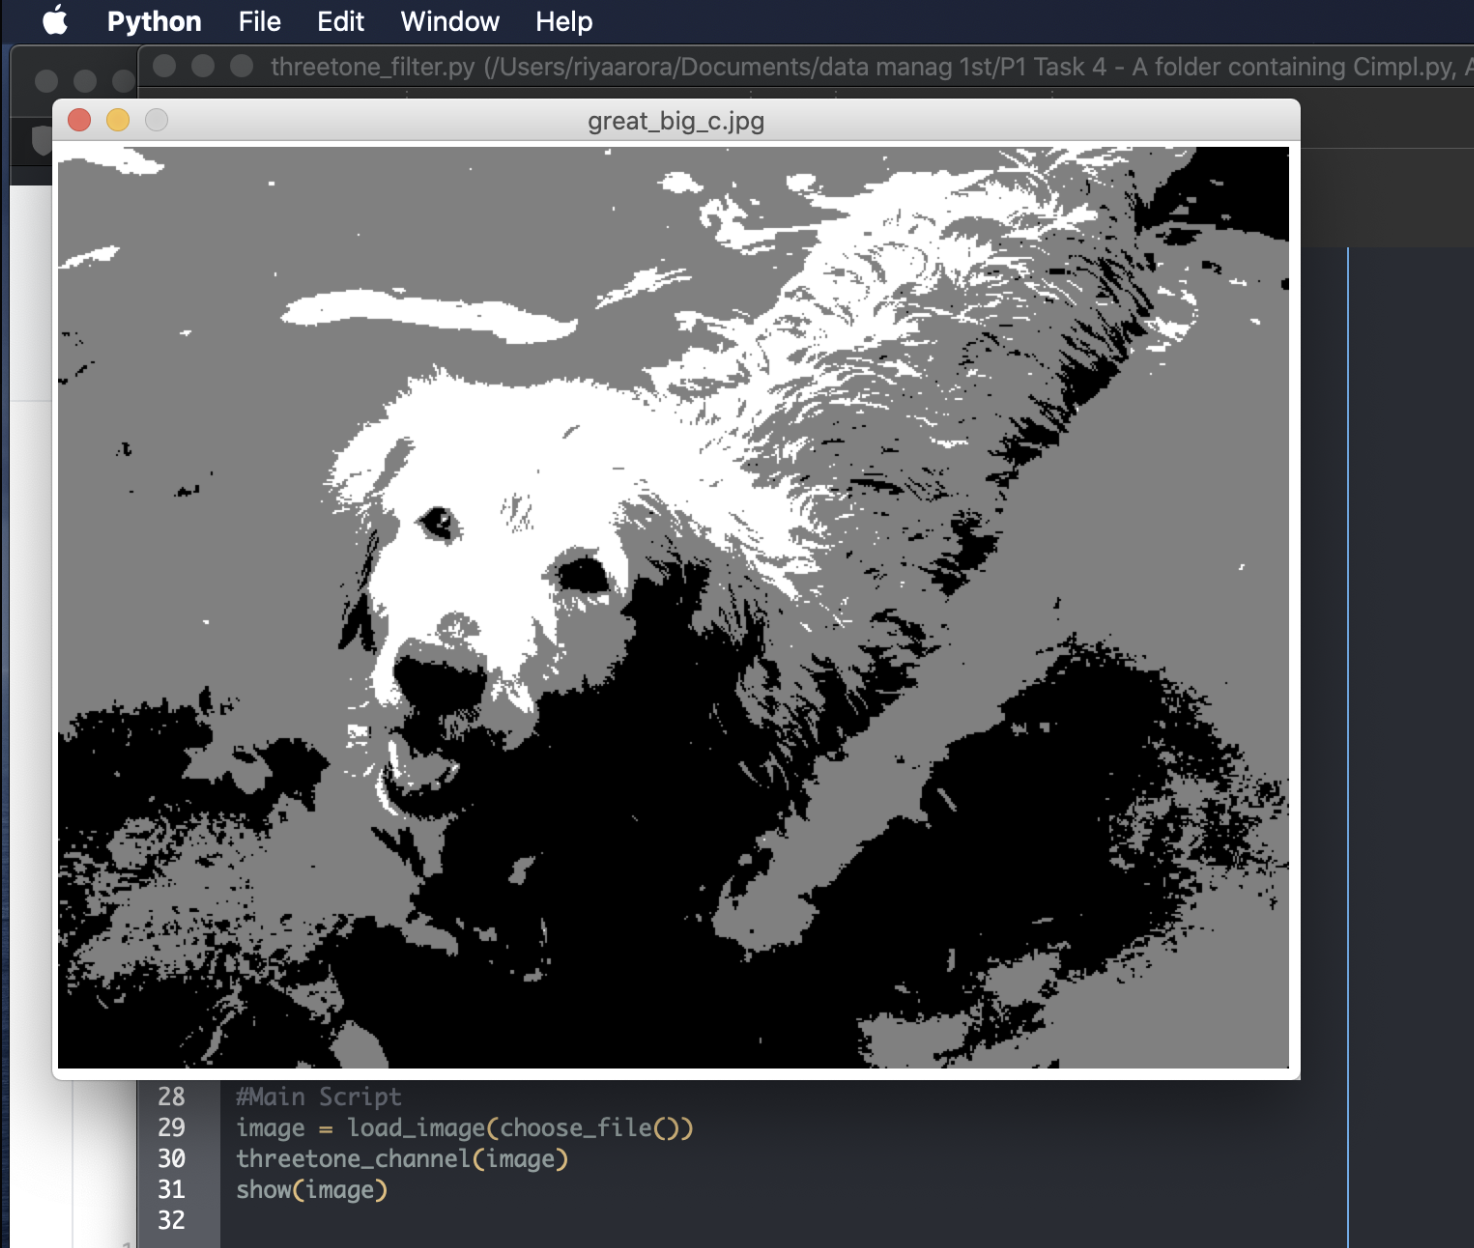 Python File Edit Window Help
threetone_filter.py (/Users/riyaarora/Documents/data manag 1st/P1 Task 4 - A folder containing Cimpl.py, A
great_big_c.jpg
28 #Main Script
29 image = load_image(choose_file())
30 threetone_channel(image)
31 show(image)
32